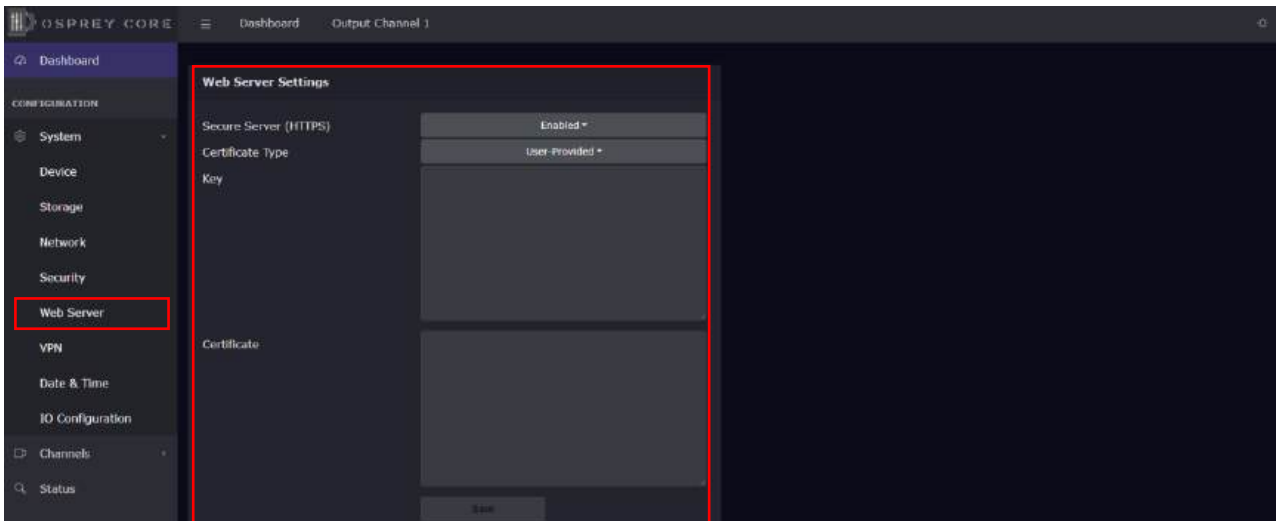 OSPREY CORE
Dashboard
Output Channel 1
Dashboard
CONFIGURATION
System
Device
Storage
Network
Security
Web Server
VPN
Date & Time
IO Configuration
Channels
Status
Web Server Settings
Secure Server (HTTPS)
Enabled
Certificate Type
User-Provided
Key
Certificate
Save